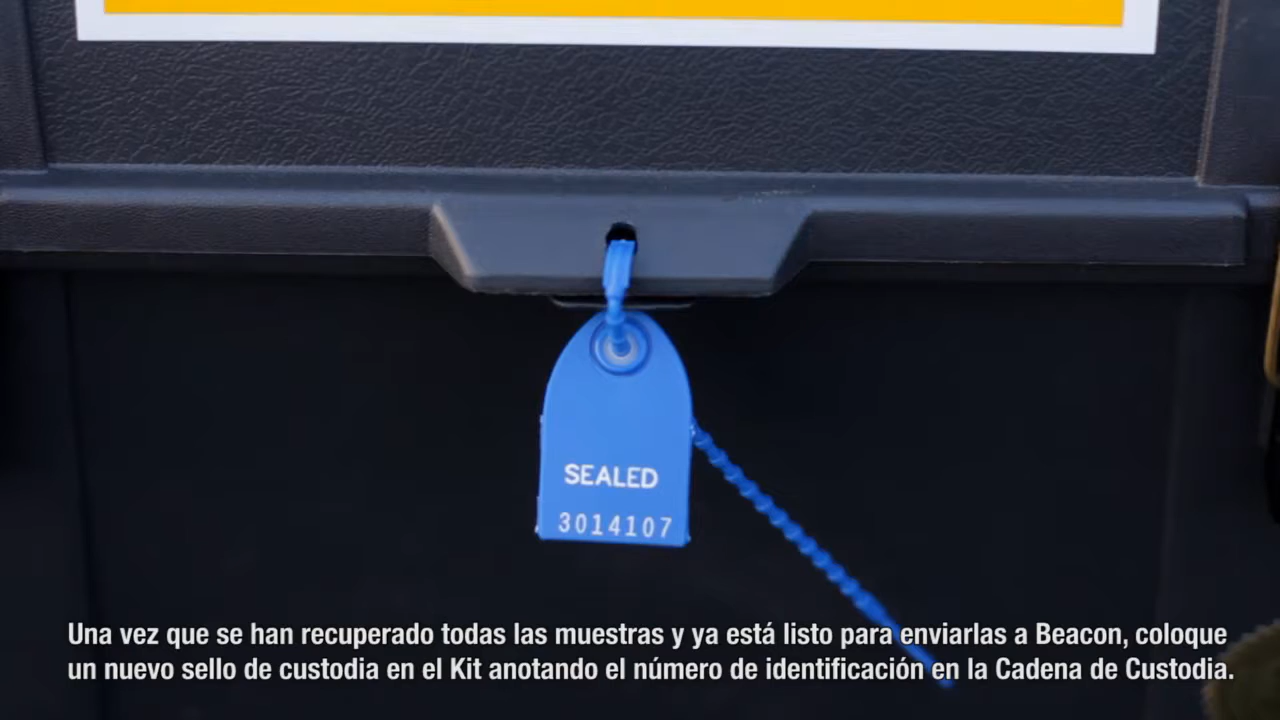 SEALED
3014107
Una vez que se han recuperado todas las muestras y ya está listo para enviarlas a Beacon, coloque
un nuevo sello de custodia en el Kit anotando el número de identificación en la Cadena de Custodia.